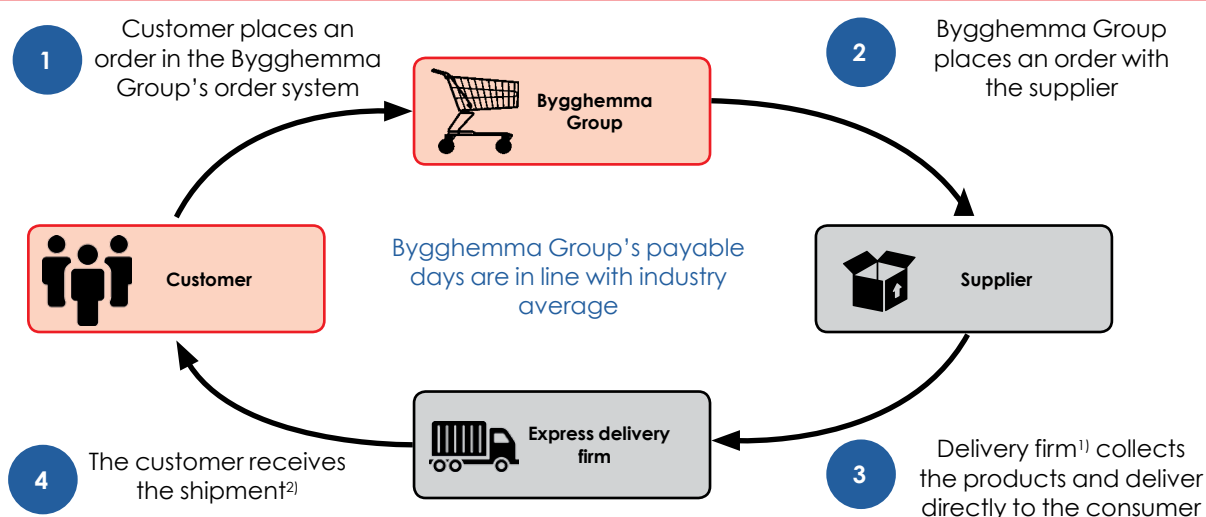 1
Customer places an
order in the Bygghemma
Group's order system
2
Bygghemma Group
places an order with
the supplier
Bygghemma
Group
Customer
Bygghemma Group's payable
days are in line with industry
average
Supplier
Express delivery
firm
4
The customer receives
the shipment2)
3
Delivery firm1) collects
the products and deliver
directly to the consumer